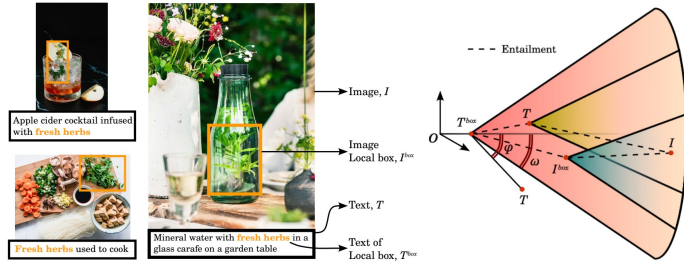 Apple cider cocktail infused
with fresh herbs
Fresh herbs used to cook
Mineral water with fresh herbs in a
glass carafe on a garden table
Image, I
Image
Local box, I^box
Text, T
Text of
Local box, T^box
Entailment
O
T^box
T
φ
ω
I^box
I
T